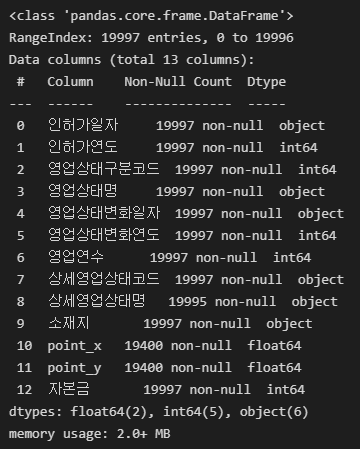 <class 'pandas.core.frame.DataFrame'>
RangeIndex: 19997 entries, 0 to 19996
Data columns (total 13 columns):
 #   Column    Non-Null Count  Dtype
---  ------    --------------  -----
 0   인허가일자     19997 non-null  object
 1   인허가연도     19997 non-null  int64
 2   영업상태구분코드  19997 non-null  int64
 3   영업상태명     19997 non-null  object
 4   영업상태변화일자  19997 non-null  object
 5   영업상태변화연도  19997 non-null  int64
 6   영업연수      19997 non-null  int64
 7   상세영업상태코드  19997 non-null  object
 8   상세영업상태명   19995 non-null  object
 9   소재지       19997 non-null  object
 10  point_x   19400 non-null  float64
 11  point_y   19400 non-null  float64
 12  자본금       19997 non-null  int64
dtypes: float64(2), int64(5), object(6)
memory usage: 2.0+ MB